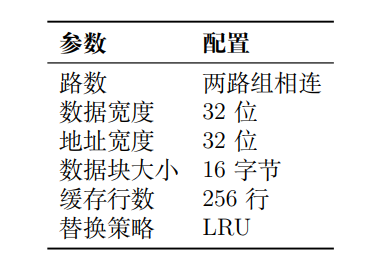 参数 配置
路数 两路组相连
数据宽度 32 位
地址宽度 32 位
数据块大小 16 字节
缓存行数 256 行
替换策略 LRU